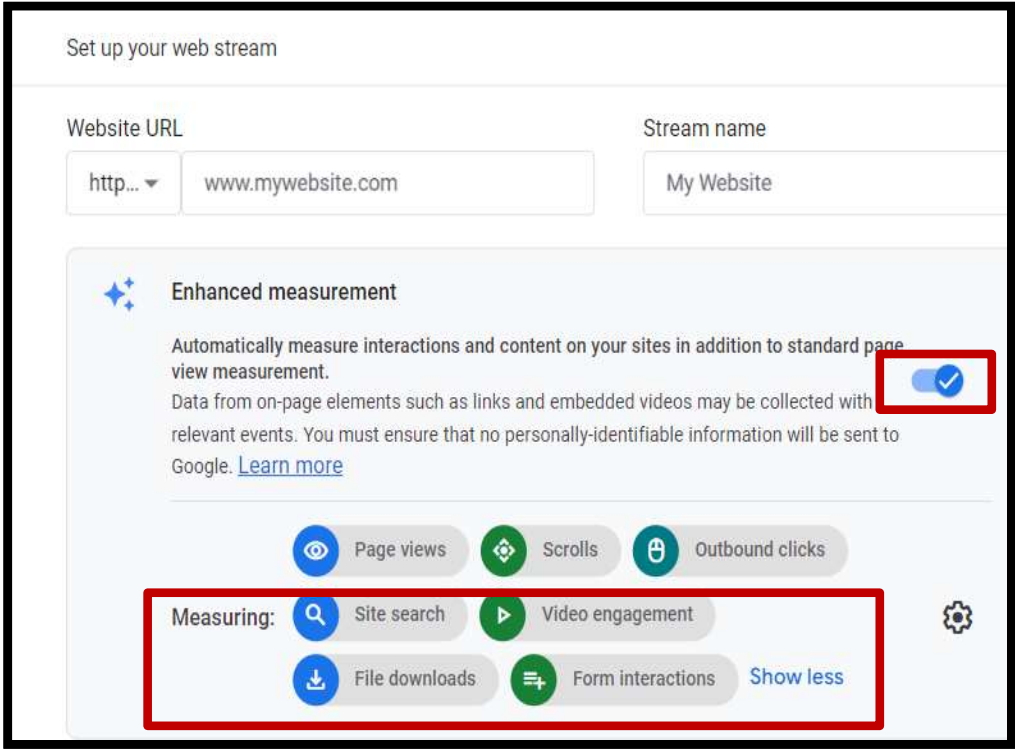 Set up your web stream
Website URL
Stream name
http...
www.mywebsite.com
My Website
Enhanced measurement
Automatically measure interactions and content on your sites in addition to standard page
view measurement.
Data from on-page elements such as links and embedded videos may be collected with
relevant events. You must ensure that no personally-identifiable information will be sent to
Google. Learn more
Page views
Scrolls
Outbound clicks
Measuring:
Site search
Video engagement
File downloads
Form interactions
Show less